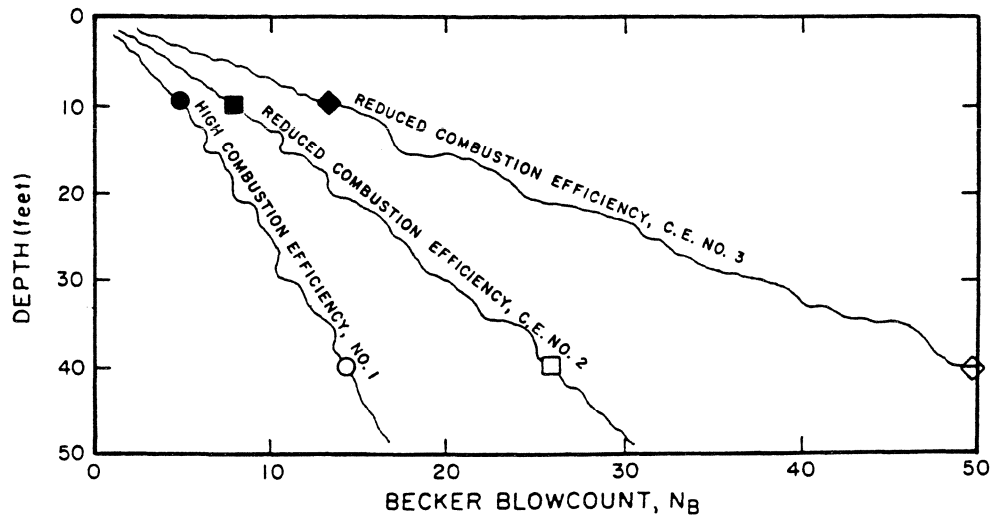 0
10
20
30
40
50
DEPTH (feet)
0
10
20
30
40
50
BECKER BLOWCOUNT, NB
HIGH COMBUSTION EFFICIENCY, NO. 1
REDUCED COMBUSTION EFFICIENCY, C.E. NO. 2
REDUCED COMBUSTION EFFICIENCY, C.E. NO. 3